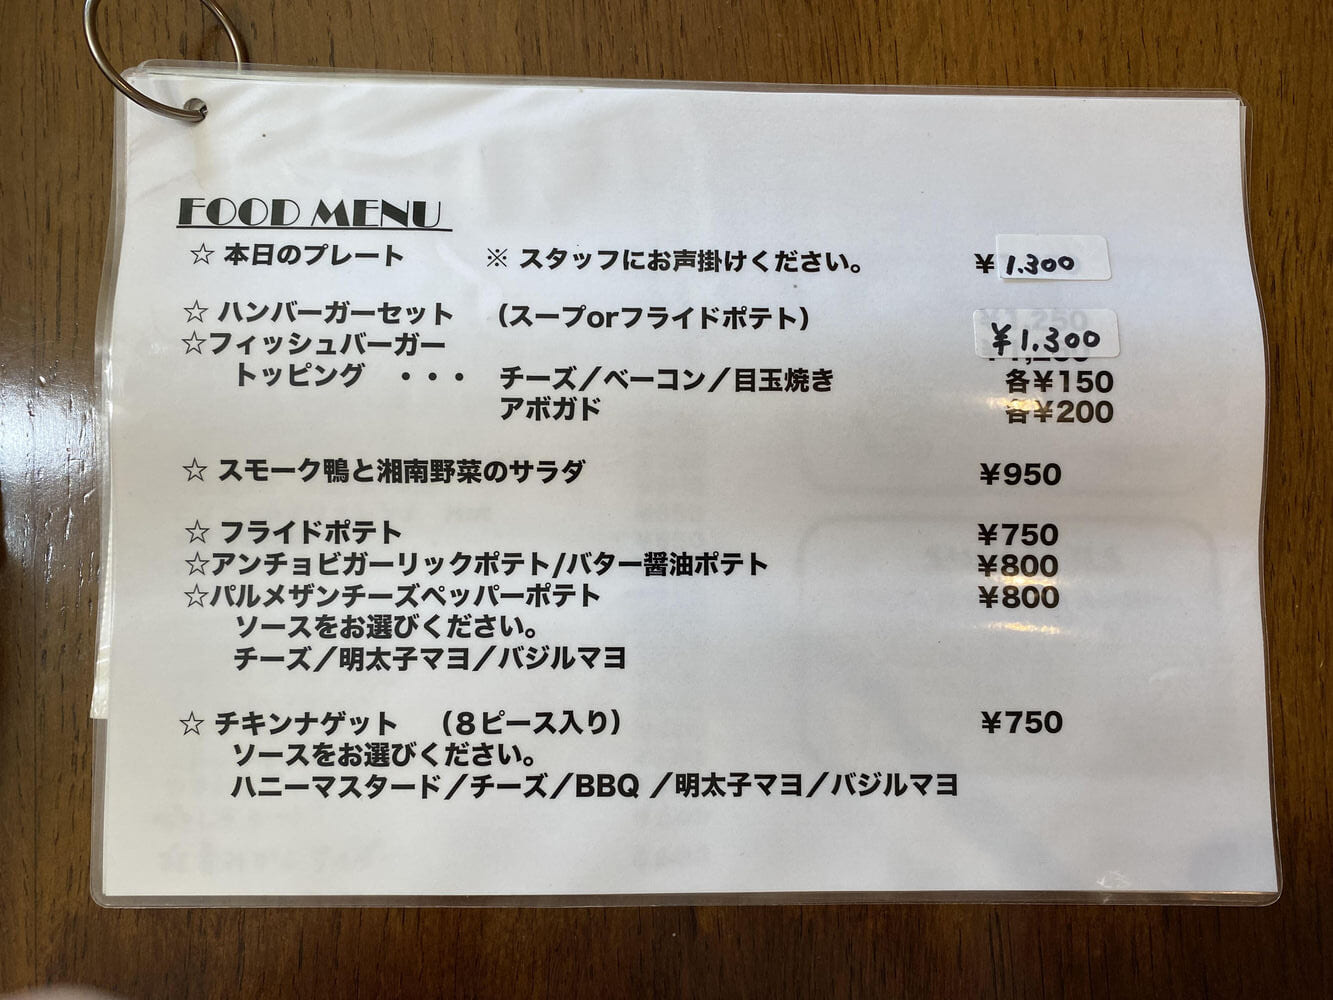 FOOD MENU
☆ 本日のプレート ※ スタッフにお声掛けください。 ¥1.300
☆ ハンバーガーセット （スープorフライドポテト）
☆フィッシュバーガー ¥1.300
トッピング ・・・ チーズ／ベーコン／目玉焼き 各¥150
アボガド 各¥200
☆ スモーク鴨と湘南野菜のサラダ ¥950
☆ フライドポテト ¥750
☆アンチョビガーリックポテト/バター醤油ポテト ¥800
☆パルメザンチーズペッパーポテト ¥800
ソースをお選びください。
チーズ／明太子マヨ／バジルマヨ
☆ チキンナゲット （８ピース入り） ¥750
ソースをお選びください。
ハニーマスタード／チーズ／BBQ ／明太子マヨ／バジルマヨ